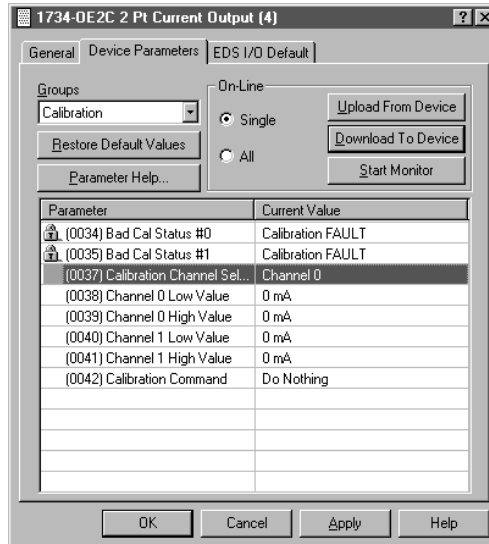 1734-OE2C 2 Pt Current Output (4)
General Device Parameters EDS I/O Default
Groups
Calibration
Restore Default Values
Parameter Help...
On-Line
Single
All
Upload From Device
Download To Device
Start Monitor
Parameter Current Value
(0034) Bad Cal Status #0 Calibration FAULT
(0035) Bad Cal Status #1 Calibration FAULT
(0037) Calibration Channel Sel... Channel 0
(0038) Channel 0 Low Value 0 mA
(0039) Channel 0 High Value 0 mA
(0040) Channel 1 Low Value 0 mA
(0041) Channel 1 High Value 0 mA
(0042) Calibration Command Do Nothing
OK Cancel Apply Help